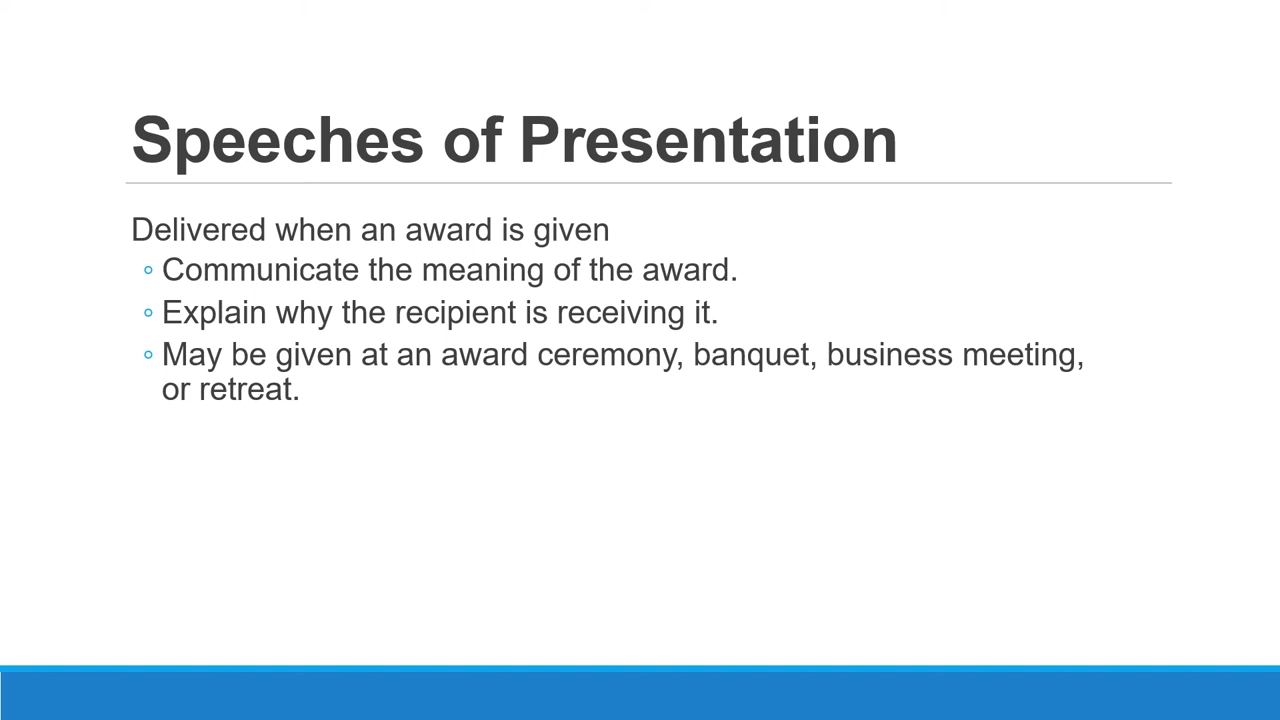 Speeches of Presentation
Delivered when an award is given
◦ Communicate the meaning of the award.
◦ Explain why the recipient is receiving it.
◦ May be given at an award ceremony, banquet, business meeting,
or retreat.